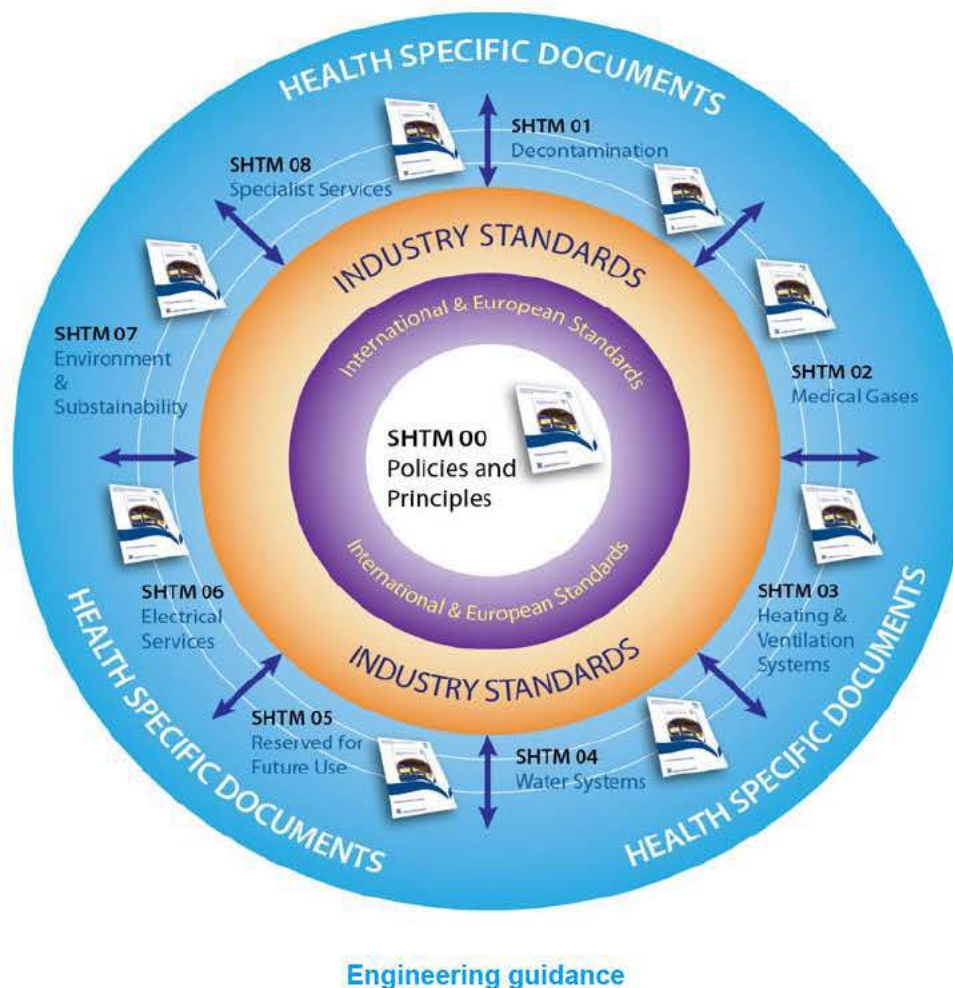 HEALTH SPECIFIC DOCUMENTS
SHTM 01
Decontamination
SHTM 08
Specialist Services
INDUSTRY STANDARDS
International & European Standards
SHTM 07
Environment
&
Substainability
SHTM 02
Medical Gases
SHTM 00
Policies and
Principles
International & European Standards
SHTM 06
Electrical
Services
SHTM 03
Heating &
Ventilation
Systems
INDUSTRY STANDARDS
SHTM 05
Reserved for
Future Use
SHTM 04
Water Systems
HEALTH SPECIFIC DOCUMENTS
HEALTH SPECIFIC DOCUMENTS
Engineering guidance